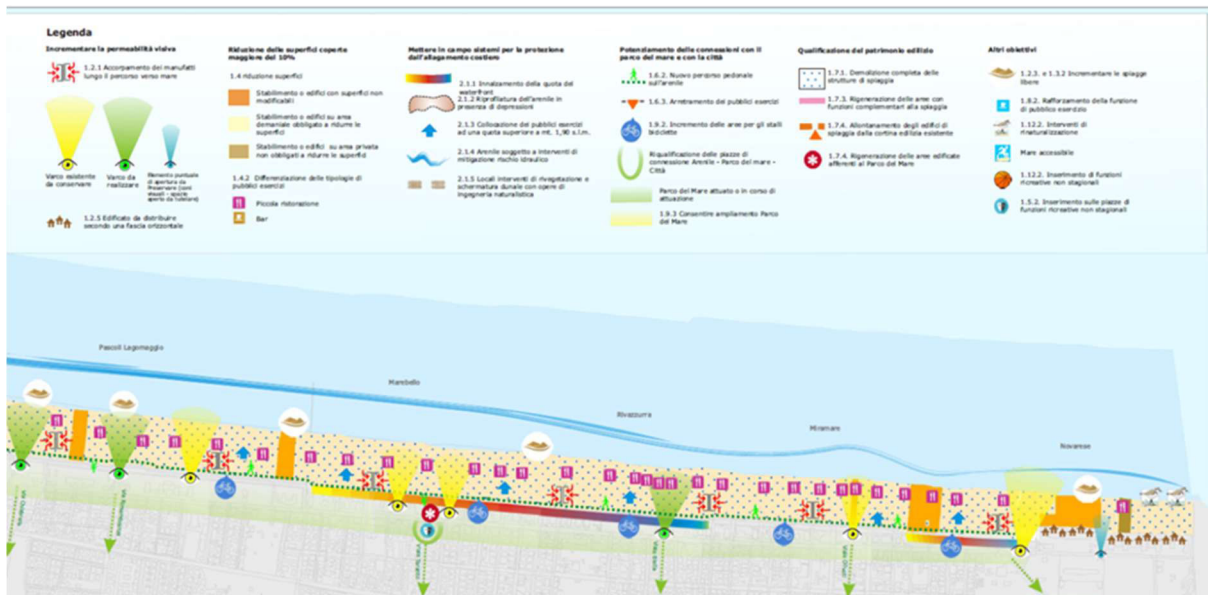 Legenda
Incrementare la permeabilità visiva
1.2.1 Accorpamento dei manufatti
lungo il percorso verso mare
Varco esistente
da conservare
Varco da
realizzare
Elemento puntuale
di apertura da
1.2.5 Edificato da distribuire
secondo una fascia orizzontale
Riduzione delle superfici coperte
maggiore del 10%
1.4 riduzione superfici
Stabilimento o edifici con superfici non
modificabili
Stabilimento o edifici su area
demaniale obbligato a ridurre le
superfici
Stabilimento o edifici su area privata
non obbligati a ridurre le superfici
1.4.2 Differenziazione delle tipologie di
pubblici esercizi
Piccola ristorazione
Bar
Mettere in campo sistemi per la protezione
dall'allagamento costiero
2.1.1 Innalzamento della quota del
waterfront
2.1.2 Riprofilatura dell'arenile in
presenza di depressioni
2.1.3 Collocazione dei pubblici esercizi
ad una quota superiore a mt. 1,90 s.l.m.
2.1.4 Arenile soggetto a interventi di
mitigazione rischio idraulico
2.1.5 Locali interventi di rivegitazione e
schermatura dunale con opere di
ingegneria naturalistica
Potenziamento delle connessioni con il
parco del mare e con la città
1.6.2. Nuovo percorso pedonale
sull'arenile
1.6.3. Arretramento dei pubblici esercizi
1.9.2. Incremento delle aree per gli stalli
biciclette
Riqualificazione delle piazze di
connessione Arenile - Parco del mare -
Città
Parco del Mare attuato o in corso di
attuazione
1.9.3 Consentire ampliamento Parco
del Mare
Qualificazione del patrimonio edilizio
1.7.1. Demolizione completa delle
strutture di spiaggia
1.7.3. Rigenerazione delle aree con
funzioni complementari alla spiaggia
1.7.4. Allontanamento degli edifici di
spiaggia dalla cortina edilizia esistente
1.7.4. Rigenerazione delle aree edificate
afferenti al Parco del Mare
Altri obiettivi
1.2.3. e 1.3.2 Incrementare le spiagge
libere
1.8.2. Rafforzamento della funzione
di pubblico esercizio
1.12.2. Interventi di
rinaturalizzazione
Mare accessibile
1.12.2. Inserimento di funzioni
ricreative non stagionali
1.5.2. Inserimento sulle piazze di
funzioni ricreative non stagionali
Pascoli Lagomaggio
Marebello
Rivazzurra
Miramare
Novarese